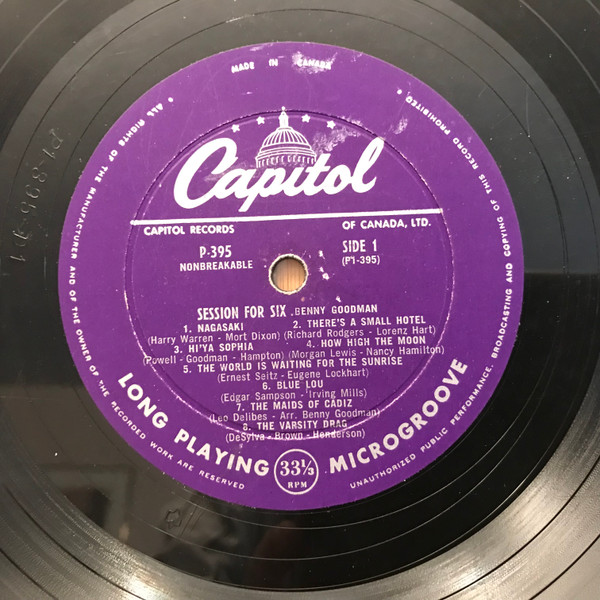 MADE IN CANADA
Capitol
CAPITOL RECORDS OF CANADA, LTD.
P-395 SIDE 1
NONBREAKABLE (P1-395)
SESSION FOR SIX . BENNY GOODMAN
1. NAGASAKI 2. THERE'S A SMALL HOTEL
(Harry Warren - Mort Dixon) (Richard Rodgers - Lorenz Hart)
3. HI'YA SOPHIA 4. HOW HIGH THE MOON
(Powell - Goodman - Hampton) (Morgan Lewis - Nancy Hamilton)
5. THE WORLD IS WAITING FOR THE SUNRISE
(Ernest Seitz - Eugene Lockhart)
6. BLUE LOU
(Edgar Sampson - Irving Mills)
7. THE MAIDS OF CADIZ
(Leo Delibes - Arr. Benny Goodman)
8. THE VARSITY DRAG
(DeSylva - Brown - Henderson)
LONG PLAYING 33⅓ RPM MICROGROOVE
• ALL RIGHTS OF THE MANUFACTURER AND OF THE OWNER OF THE RECORDED WORK ARE RESERVED
UNAUTHORIZED PUBLIC PERFORMANCE, BROADCASTING AND COPYING OF THIS RECORD PROHIBITED •